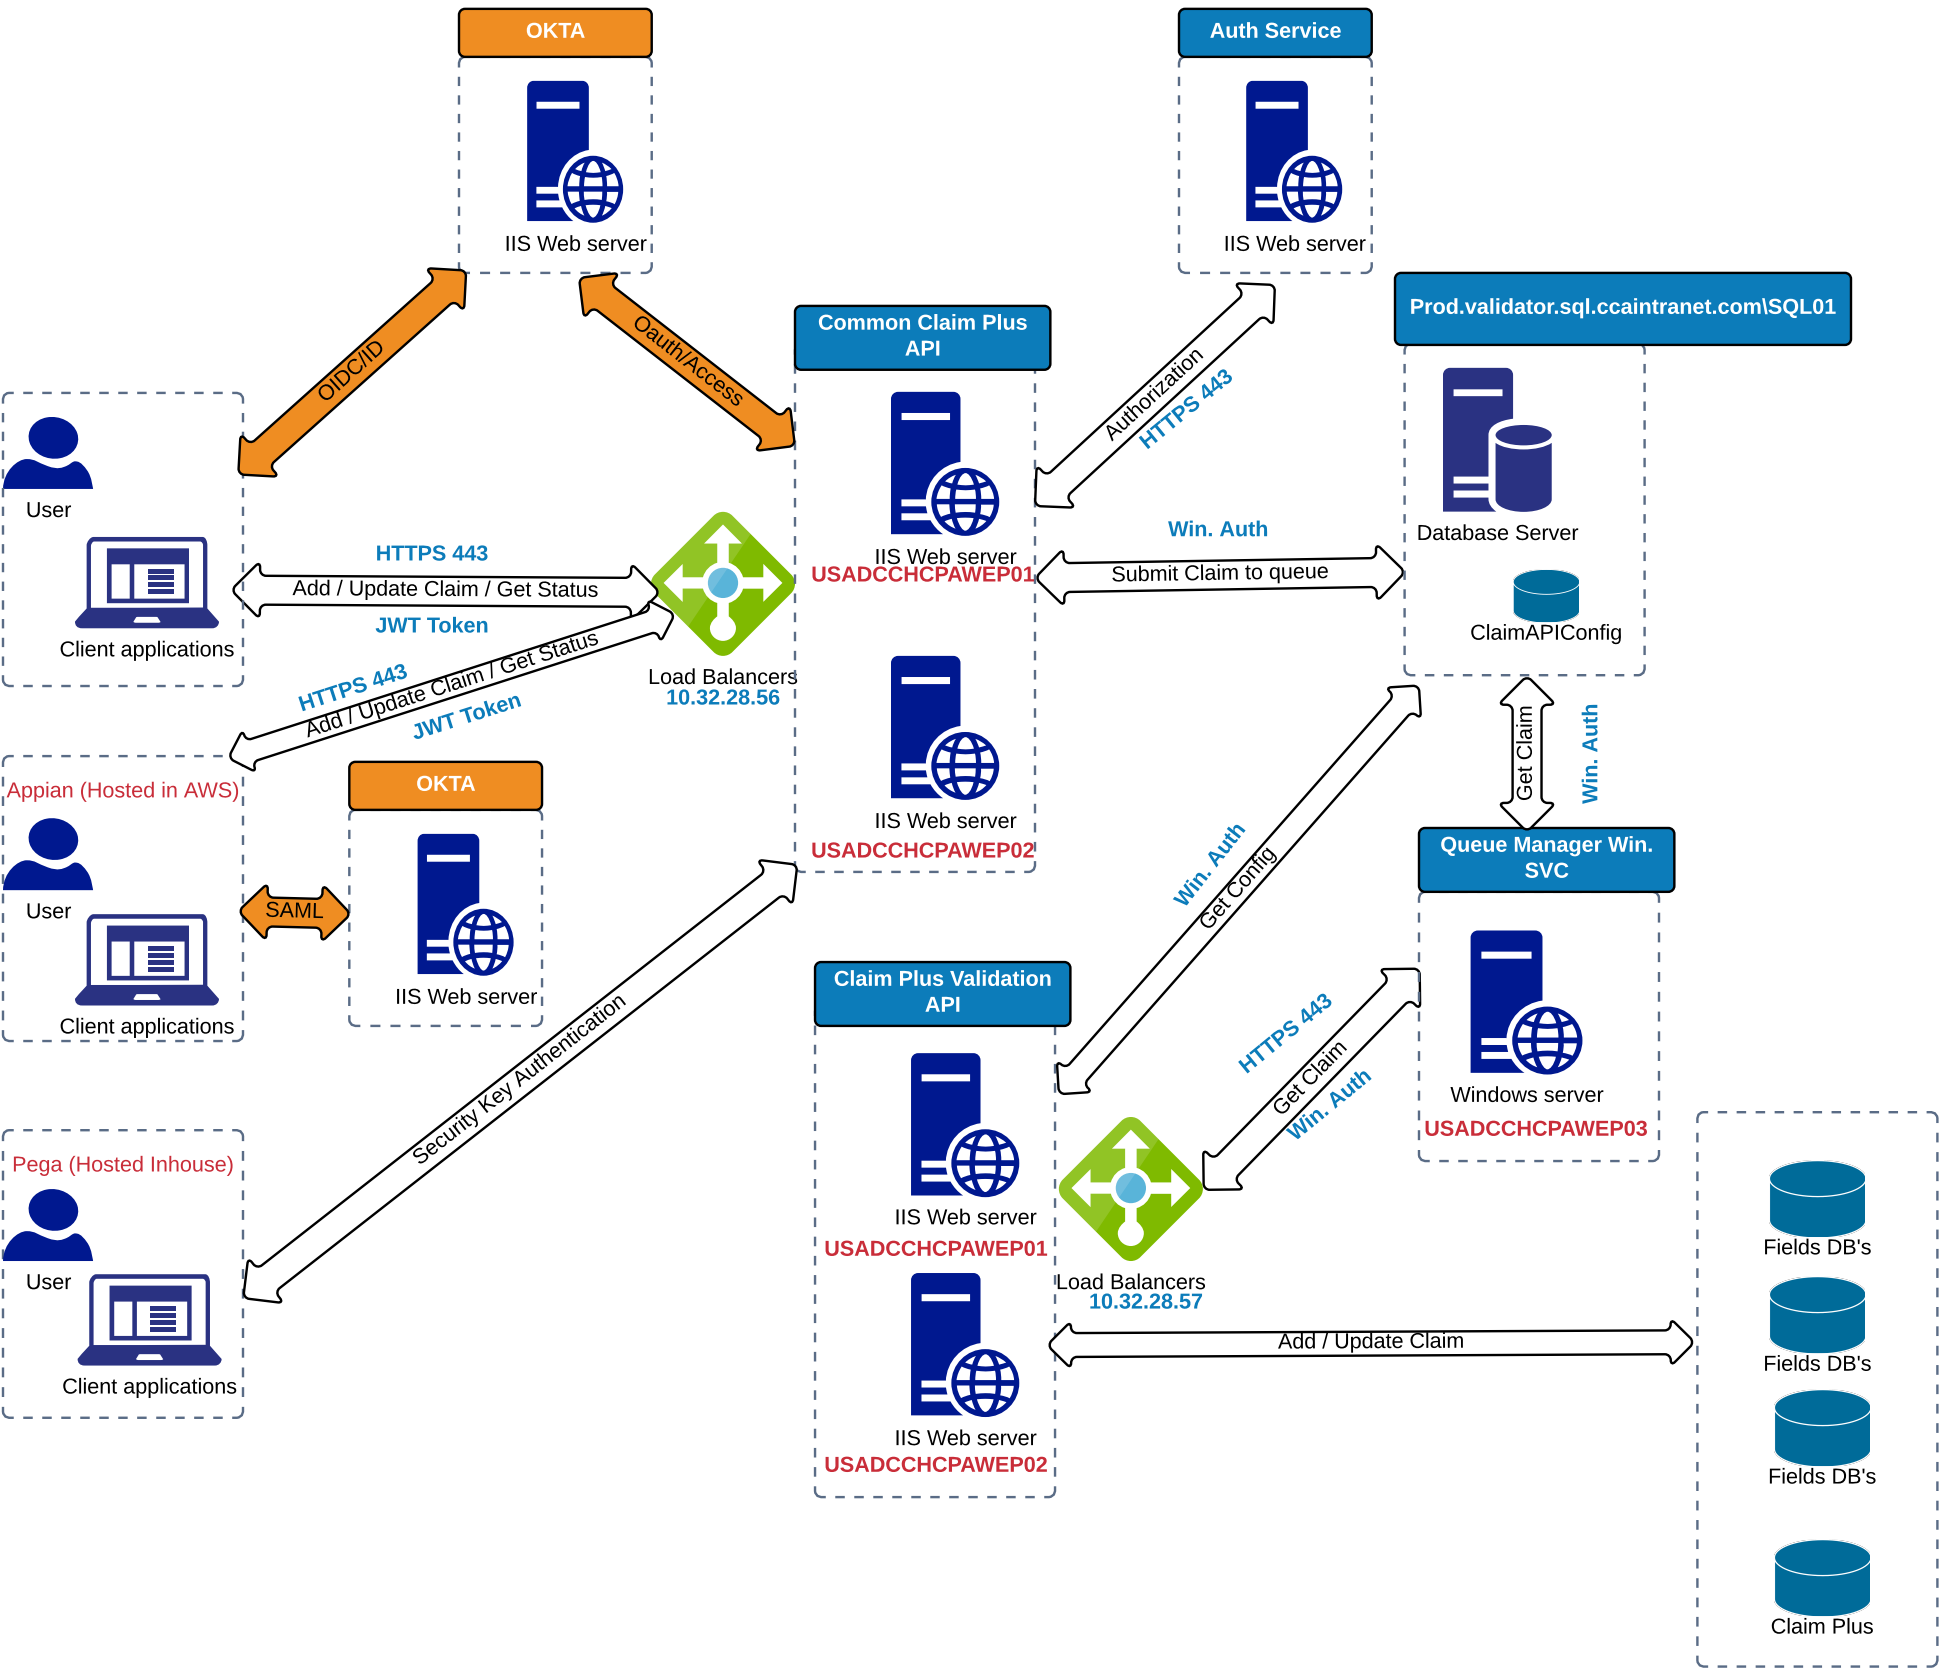 OKTA
IIS Web server
Auth Service
IIS Web server
OIDC/ID
Oauth/Access
Common Claim Plus
API
IIS Web server
USADCCHCPAWEP01
IIS Web server
USADCCHCPAWEP02
Authorization
HTTPS 443
Prod.validator.sql.ccaintranet.com\SQL01
Database Server
ClaimAPIConfig
User
Client applications
HTTPS 443
Add / Update Claim / Get Status
JWT Token
HTTPS 443
Add / Update Claim / Get Status
JWT Token
Load Balancers
10.32.28.56
Win. Auth
Submit Claim to queue
Get Claim
Win. Auth
Appian (Hosted in AWS)
User
Client applications
SAML
OKTA
IIS Web server
Win. Auth
Get Config
Queue Manager Win.
SVC
Windows server
USADCCHCPAWEP03
Security Key Authentication
Claim Plus Validation
API
IIS Web server
USADCCHCPAWEP01
IIS Web server
USADCCHCPAWEP02
HTTPS 443
Get Claim
Win. Auth
Load Balancers
10.32.28.57
Pega (Hosted Inhouse)
User
Client applications
Add / Update Claim
Fields DB's
Fields DB's
Fields DB's
Claim Plus